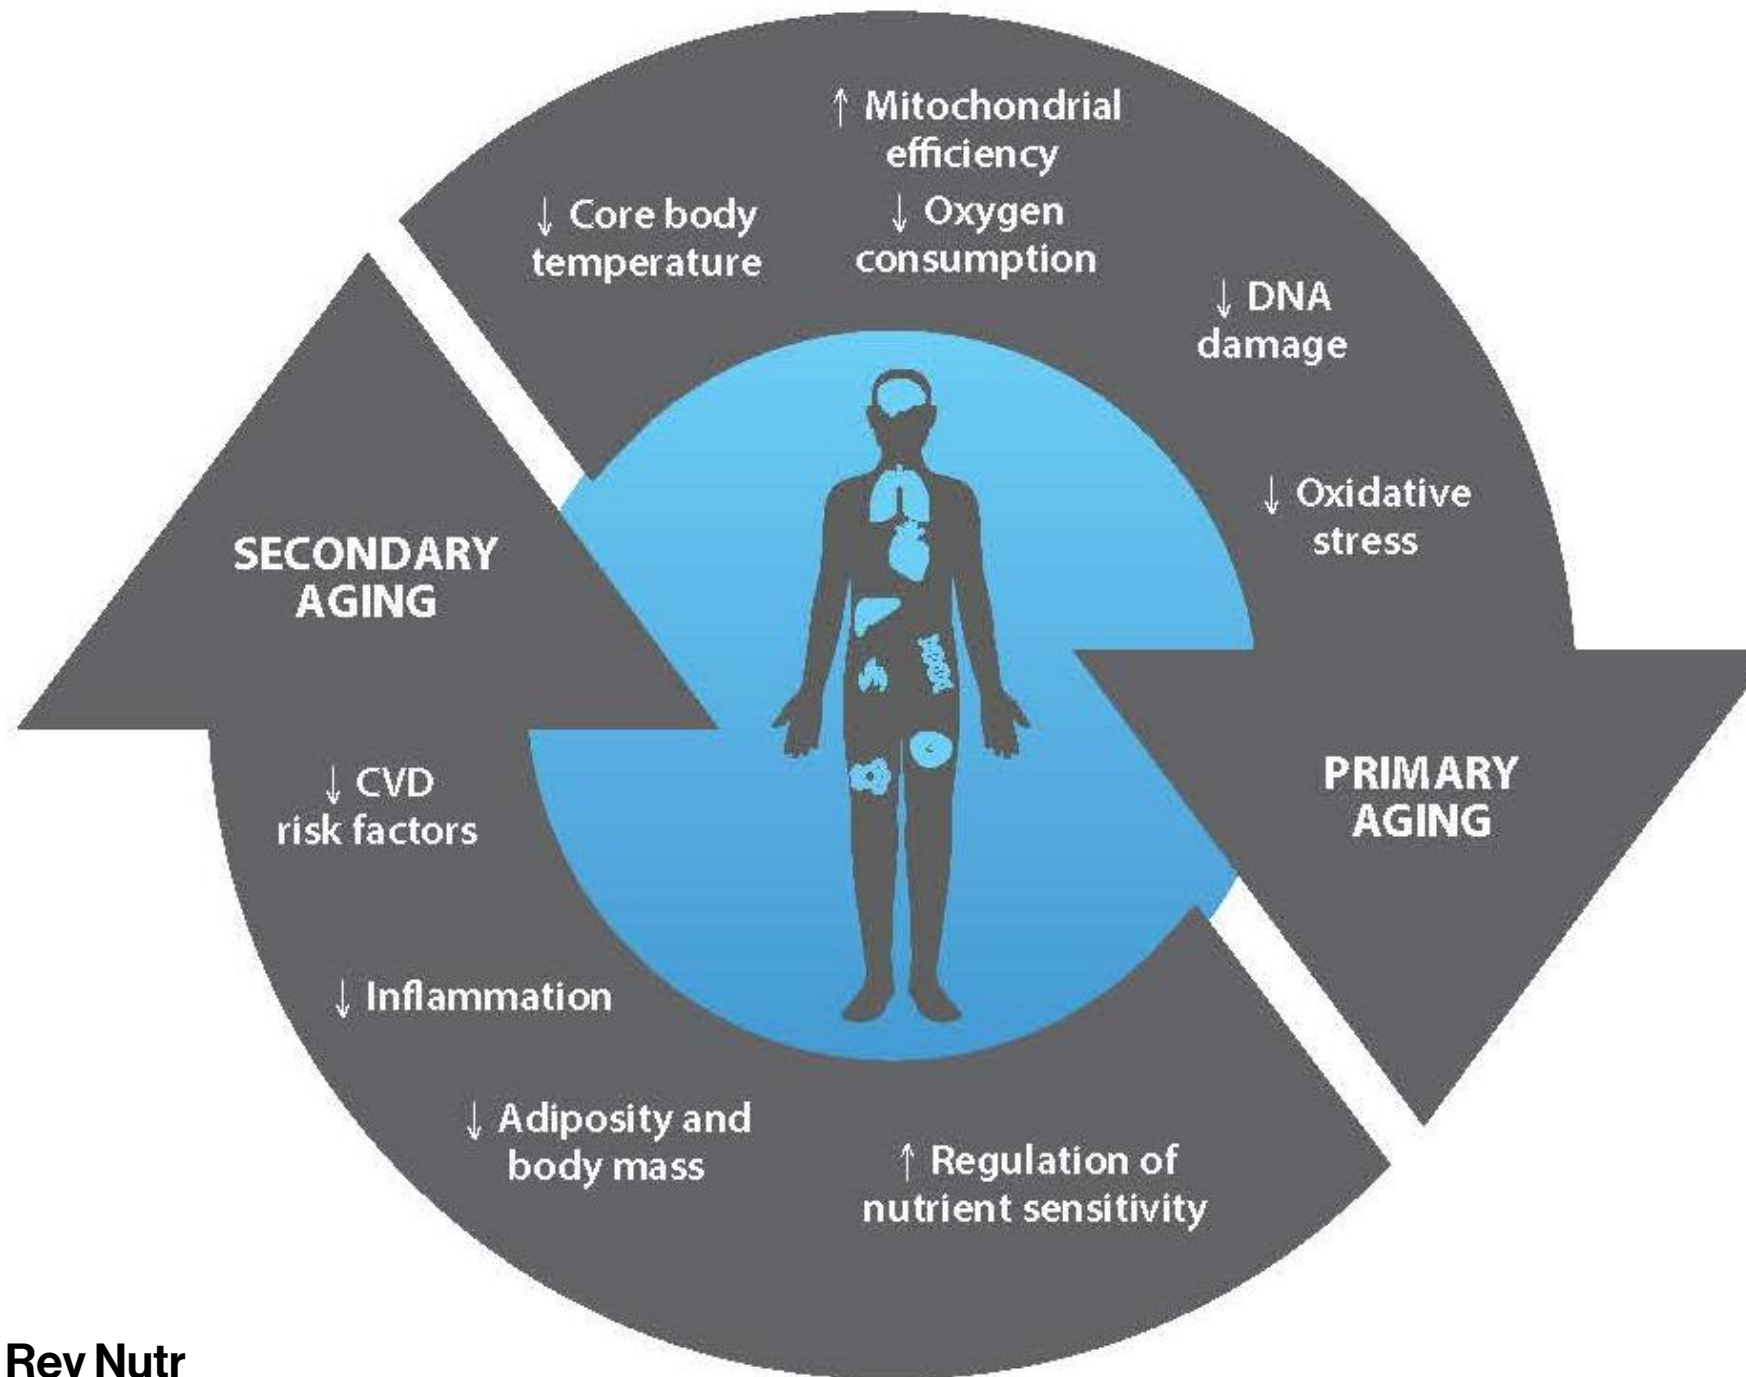 ↑ Mitochondrial
efficiency
↓ Core body
temperature
↓ Oxygen
consumption
↓ DNA
damage
↓ Oxidative
stress
PRIMARY
AGING
SECONDARY
AGING
↓ CVD
risk factors
↓ Inflammation
↓ Adiposity and
body mass
↑ Regulation of
nutrient sensitivity
Rev Nutr